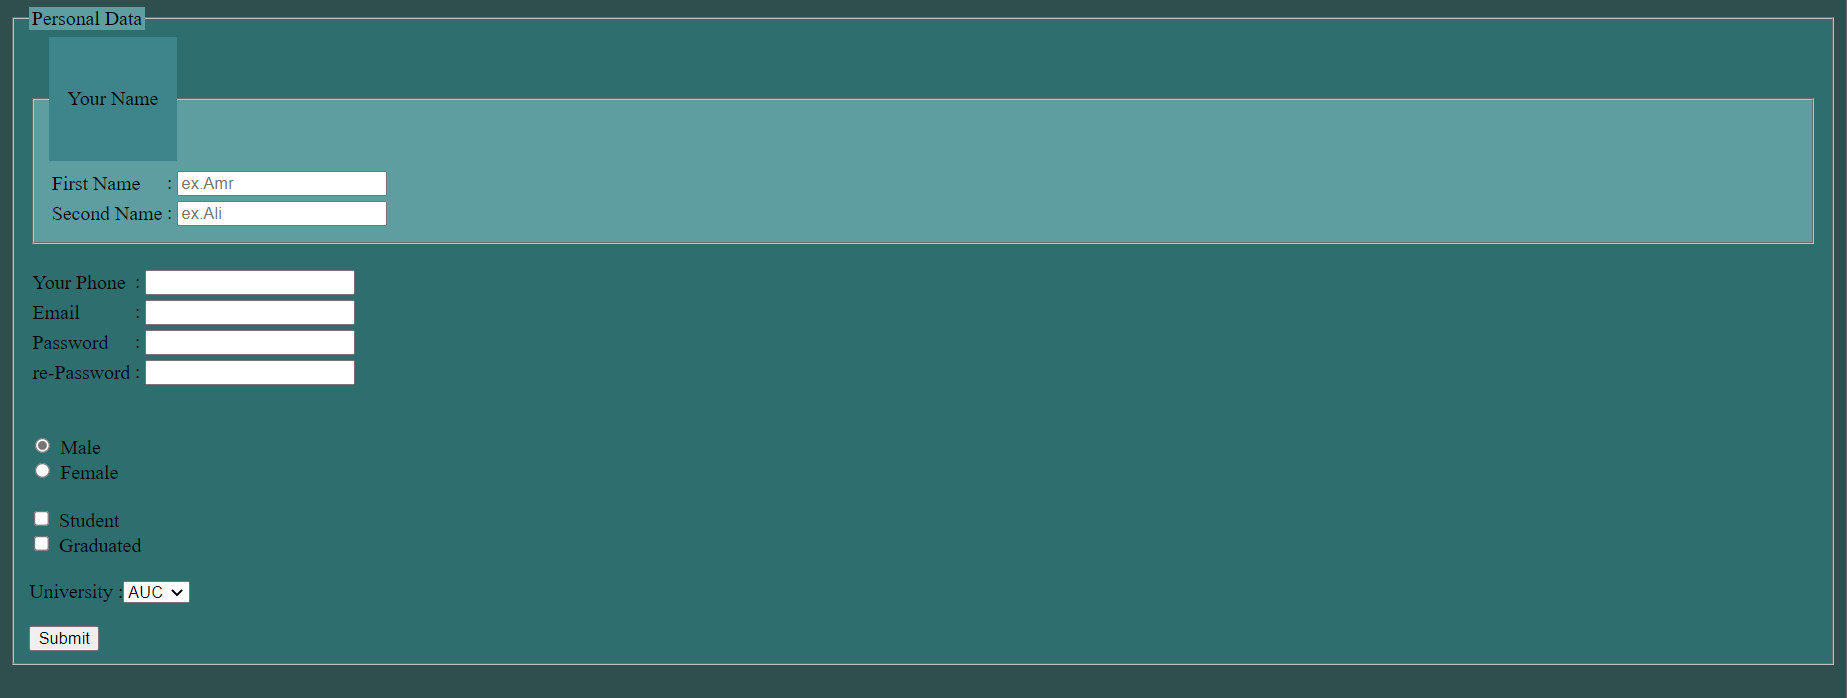 Personal Data
Your Name
First Name : ex.Amr
Second Name : ex.Ali
Your Phone :
Email :
Password :
re-Password :
Male
Female
Student
Graduated
University : AUC
Submit